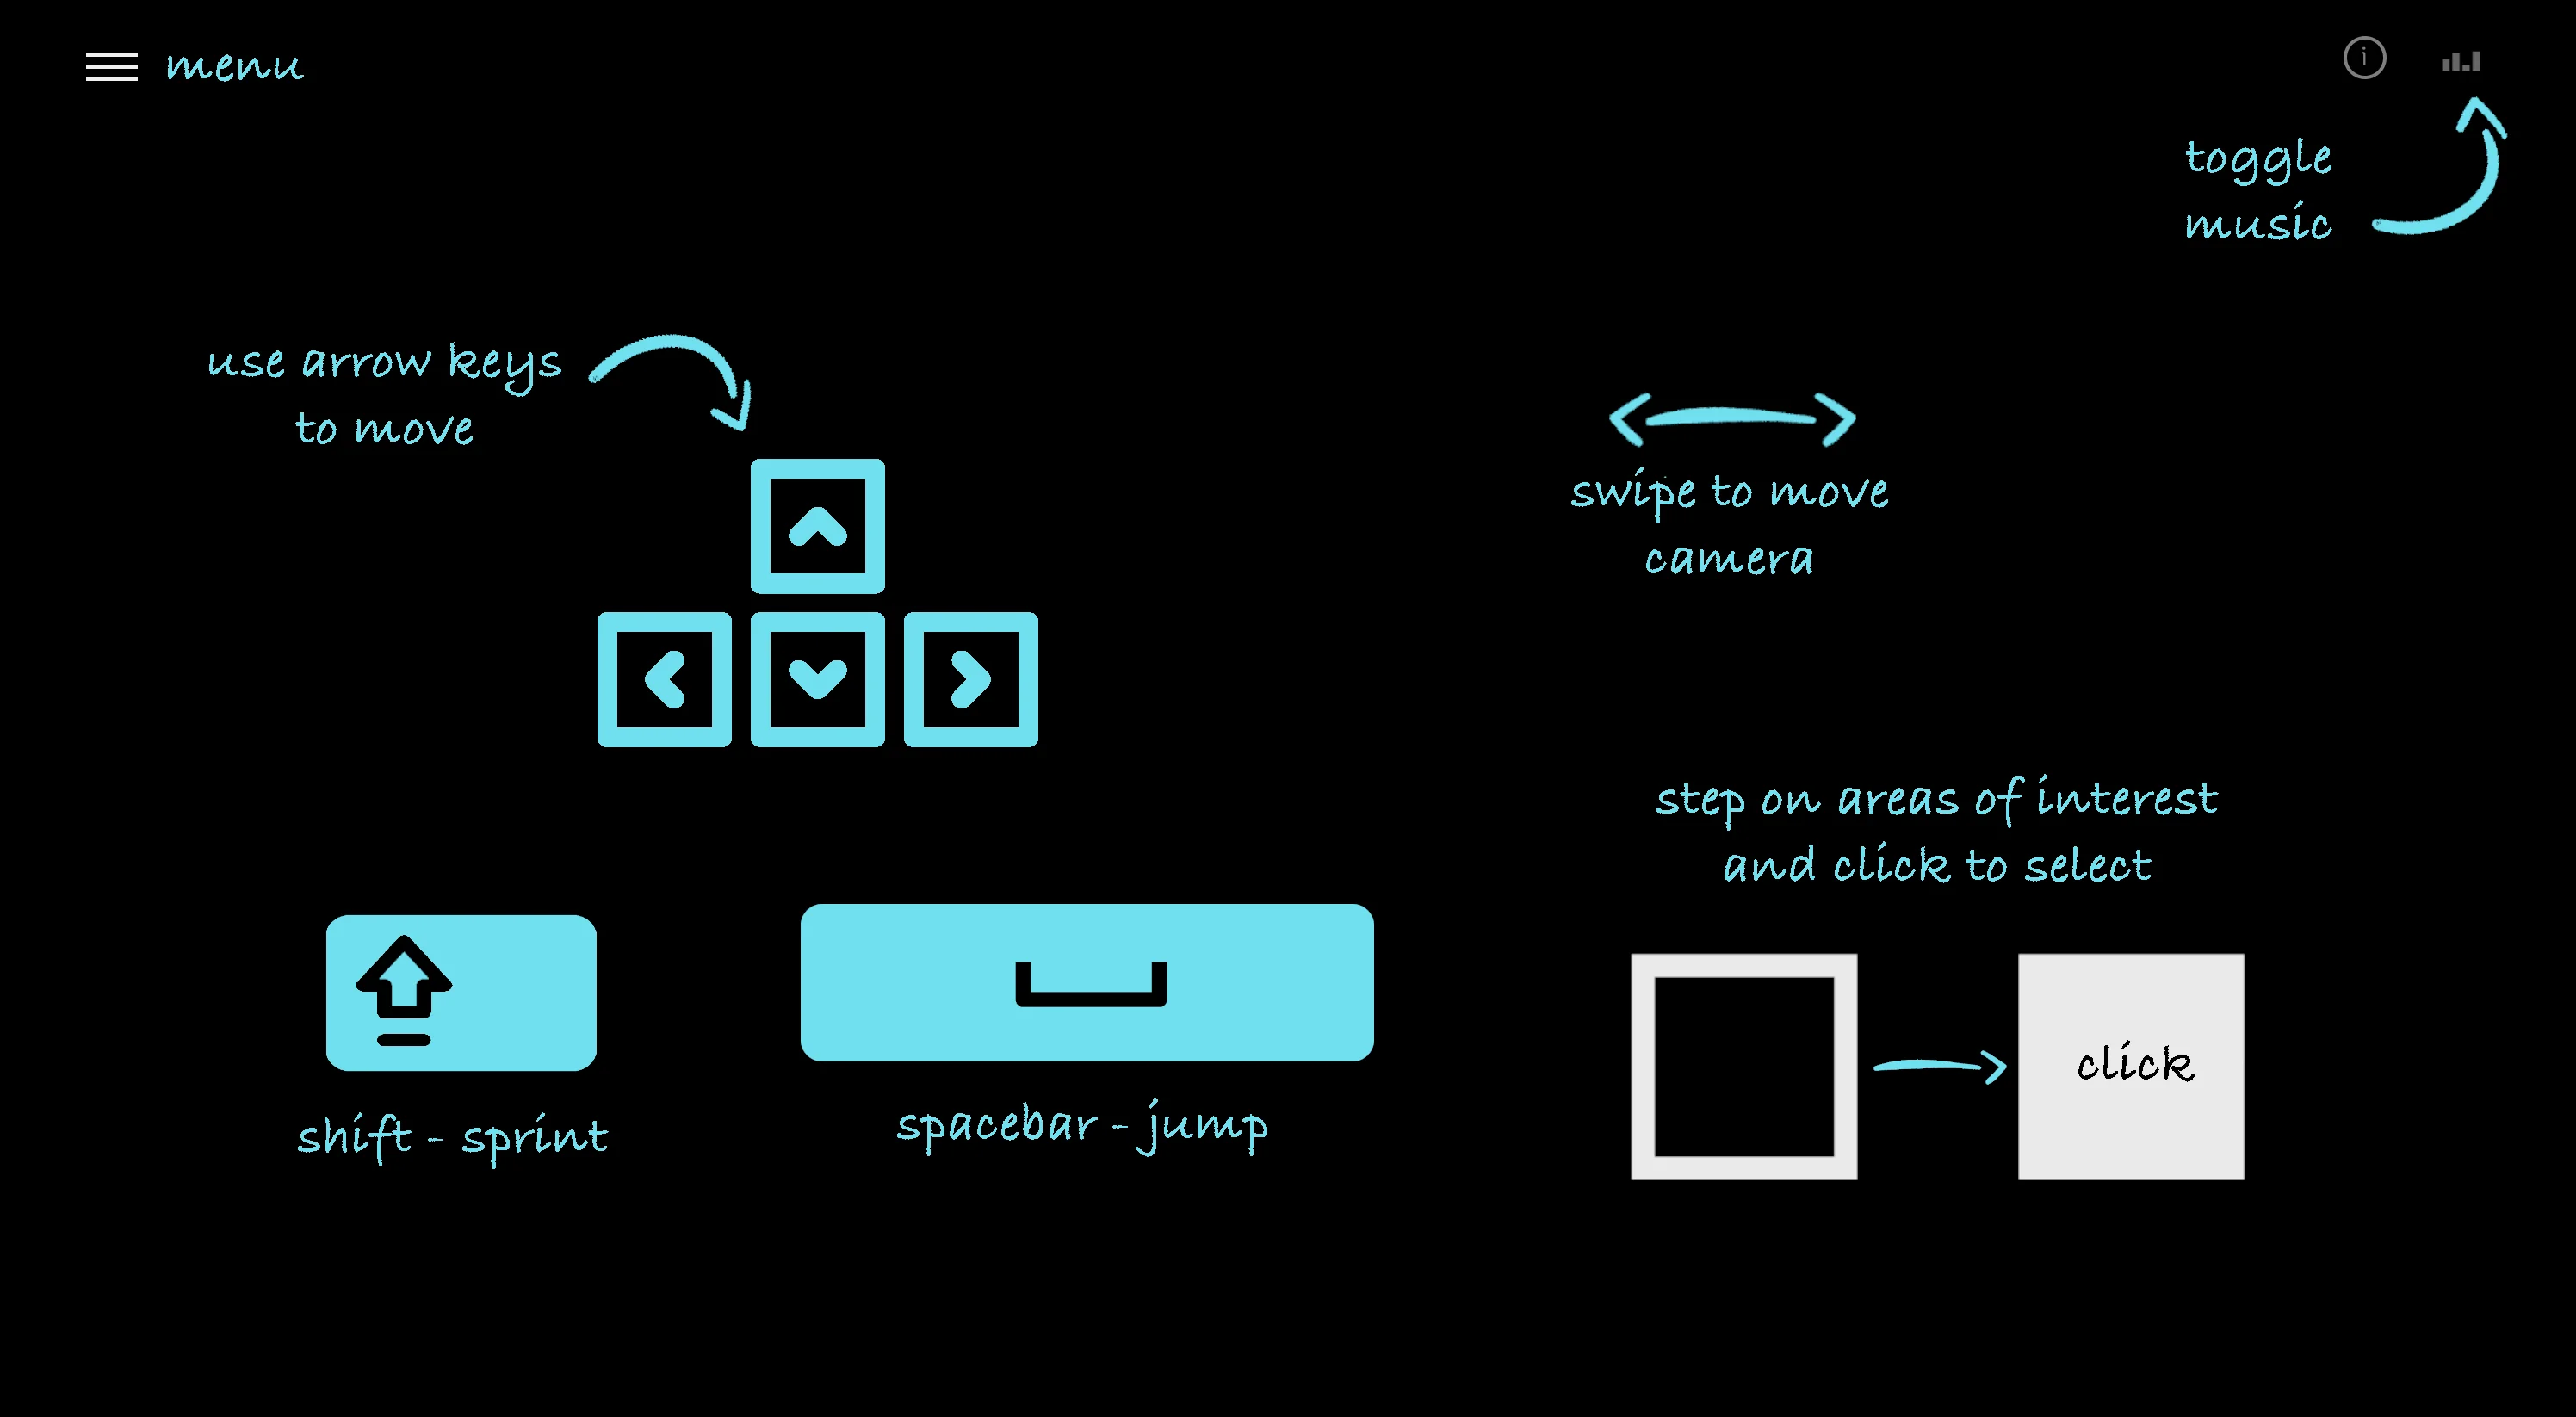 menu
i
toggle
music
use arrow keys
to move
swipe to move
camera
step on areas of interest
and click to select
click
shift - sprint
spacebar - jump